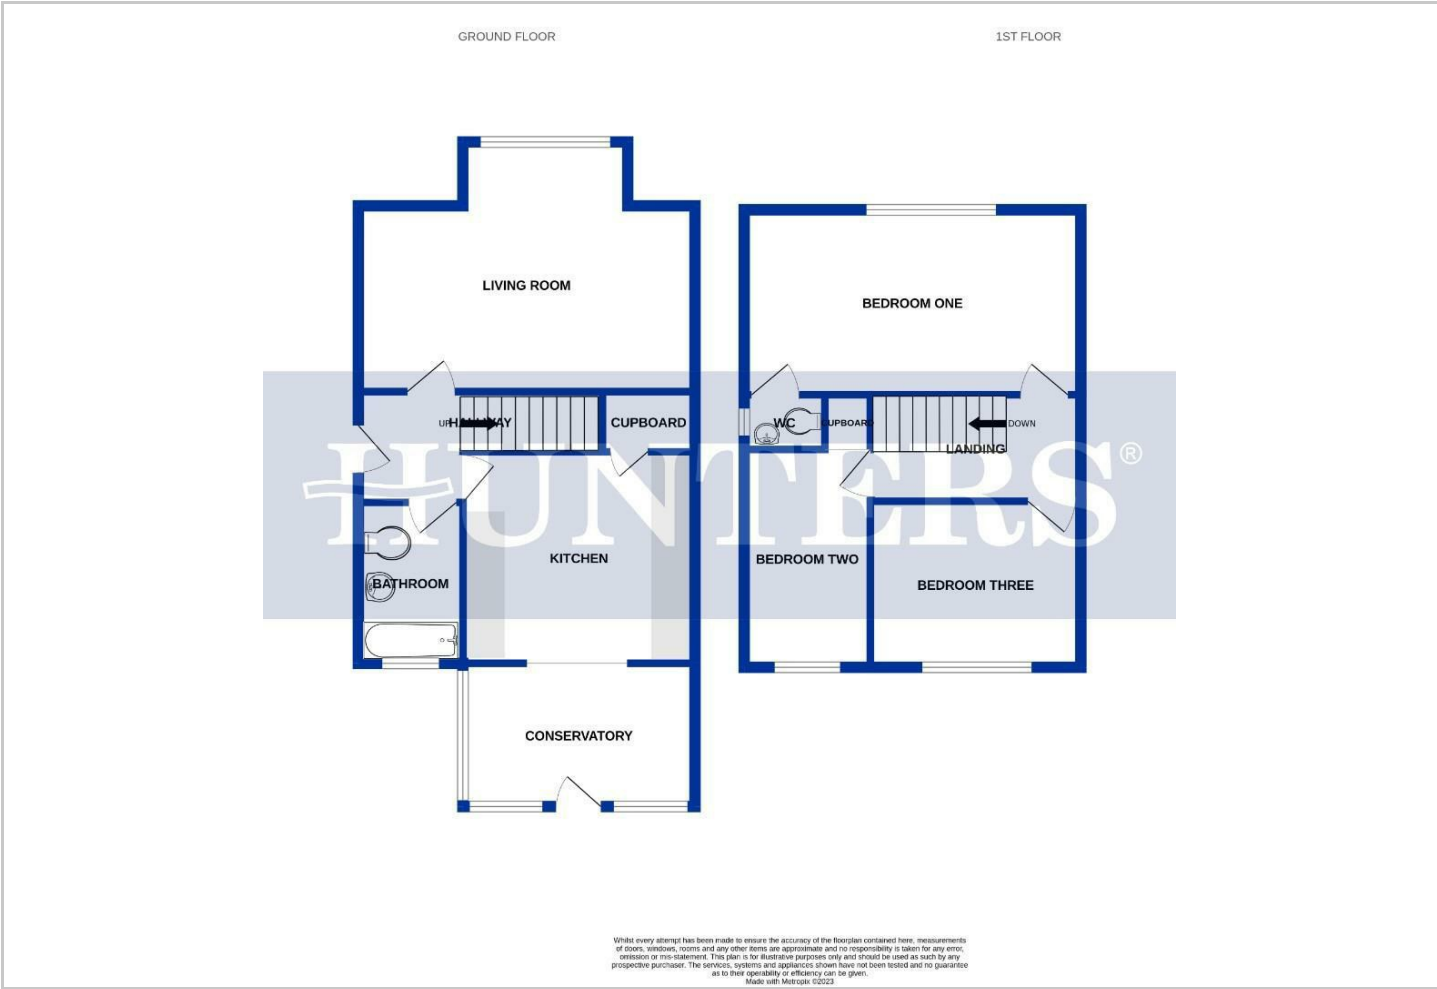 GROUND FLOOR
1ST FLOOR
LIVING ROOM
BEDROOM ONE
UP
HALLWAY
CUPBOARD
WC
CUPBOARD
DOWN
LANDING
HUNTERS®
KITCHEN
BATHROOM
BEDROOM TWO
BEDROOM THREE
CONSERVATORY
Whilst every attempt has been made to ensure the accuracy of the floorplan contained here, measurements
of doors, windows, rooms and any other items are approximate and no responsibility is taken for any error,
omission or mis-statement. This plan is for illustrative purposes only and should be used as such by any
prospective purchaser. The services, systems and appliances shown have not been tested and no guarantee
as to their operability or efficiency can be given.
Made with Metropix ©2023